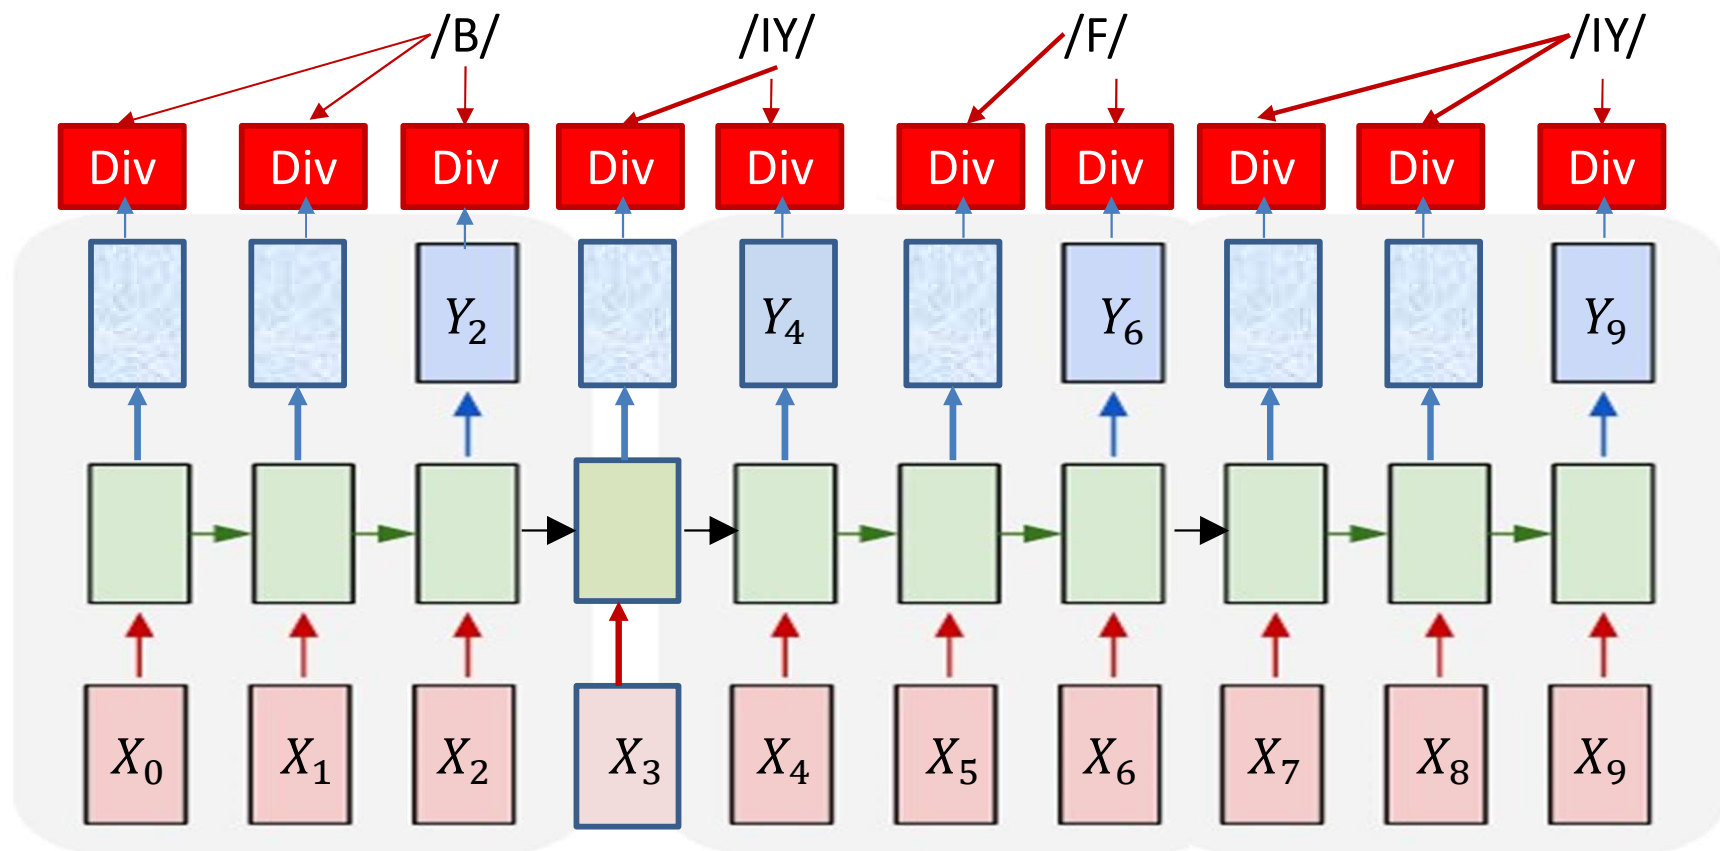 /B/ /IY/ /F/ /IY/
Div Div Div Div Div Div Div Div Div Div
Y₂ Y₄ Y₆ Y₉
X₀ X₁ X₂ X₃ X₄ X₅ X₆ X₇ X₈ X₉